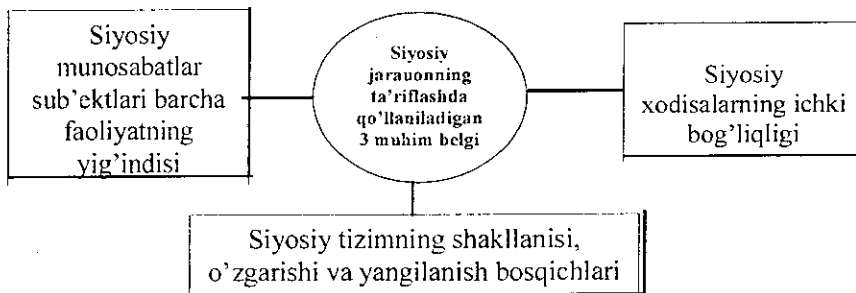 Siyosiy
munosabatlar
sub'ektlari barcha
faoliyatning
yig'indisi
Siyosiy
jarauonning
ta'riflashda
qo'llaniladigan
3 muhim belgi
Siyosiy
xodisalarning ichki
bog'liqligi
Siyosiy tizimning shakllanisi,
o'zgarishi va yangilanish bosqichlari